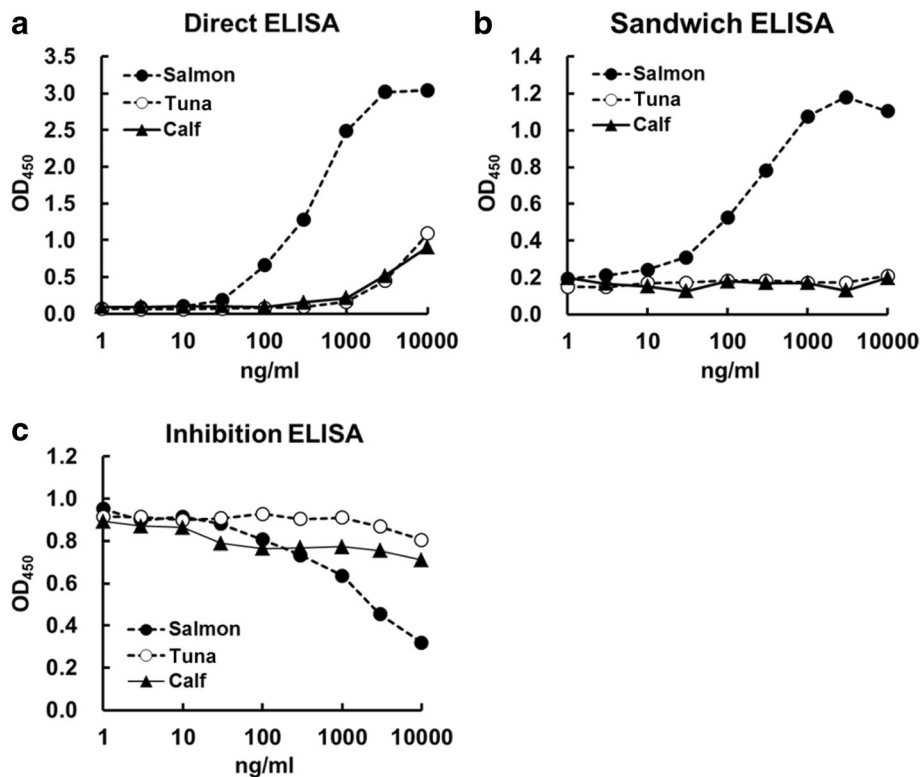 a Direct ELISA
3.5
3.0
2.5
2.0
1.5
1.0
0.5
0.0
OD450
Salmon
Tuna
Calf
1 10 100 1000 10000
ng/ml
b Sandwich ELISA
1.4
1.2
1.0
0.8
0.6
0.4
0.2
0.0
OD450
Salmon
Tuna
Calf
1 10 100 1000 10000
ng/ml
c Inhibition ELISA
1.2
1.0
0.8
0.6
0.4
0.2
0.0
OD450
Salmon
Tuna
Calf
1 10 100 1000 10000
ng/ml